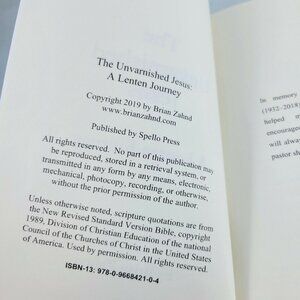 The Unvarnished Jesus:
A Lenten Journey
Copyright 2019 by Brian Zahnd
www.brianzahnd.com
Published by Spello Press
All rights reserved. No part of this publication may
be reproduced, stored in a retrieval system, or
transmitted in any form by any means, electronic,
mechanical, photocopy, recording, or otherwise,
without the prior permission of the author.
Unless otherwise noted, scripture quotations are from
the New Revised Standard Version Bible, copyright
1989, Division of Christian Education of the national
Council of the Churches of Christ in the United States
of America. Used by permission. All rights reserved.
ISBN-13: 978-0-9668421-0-4
In memory
(1932-2018)
helped
encouragem
will alway
pastor sh